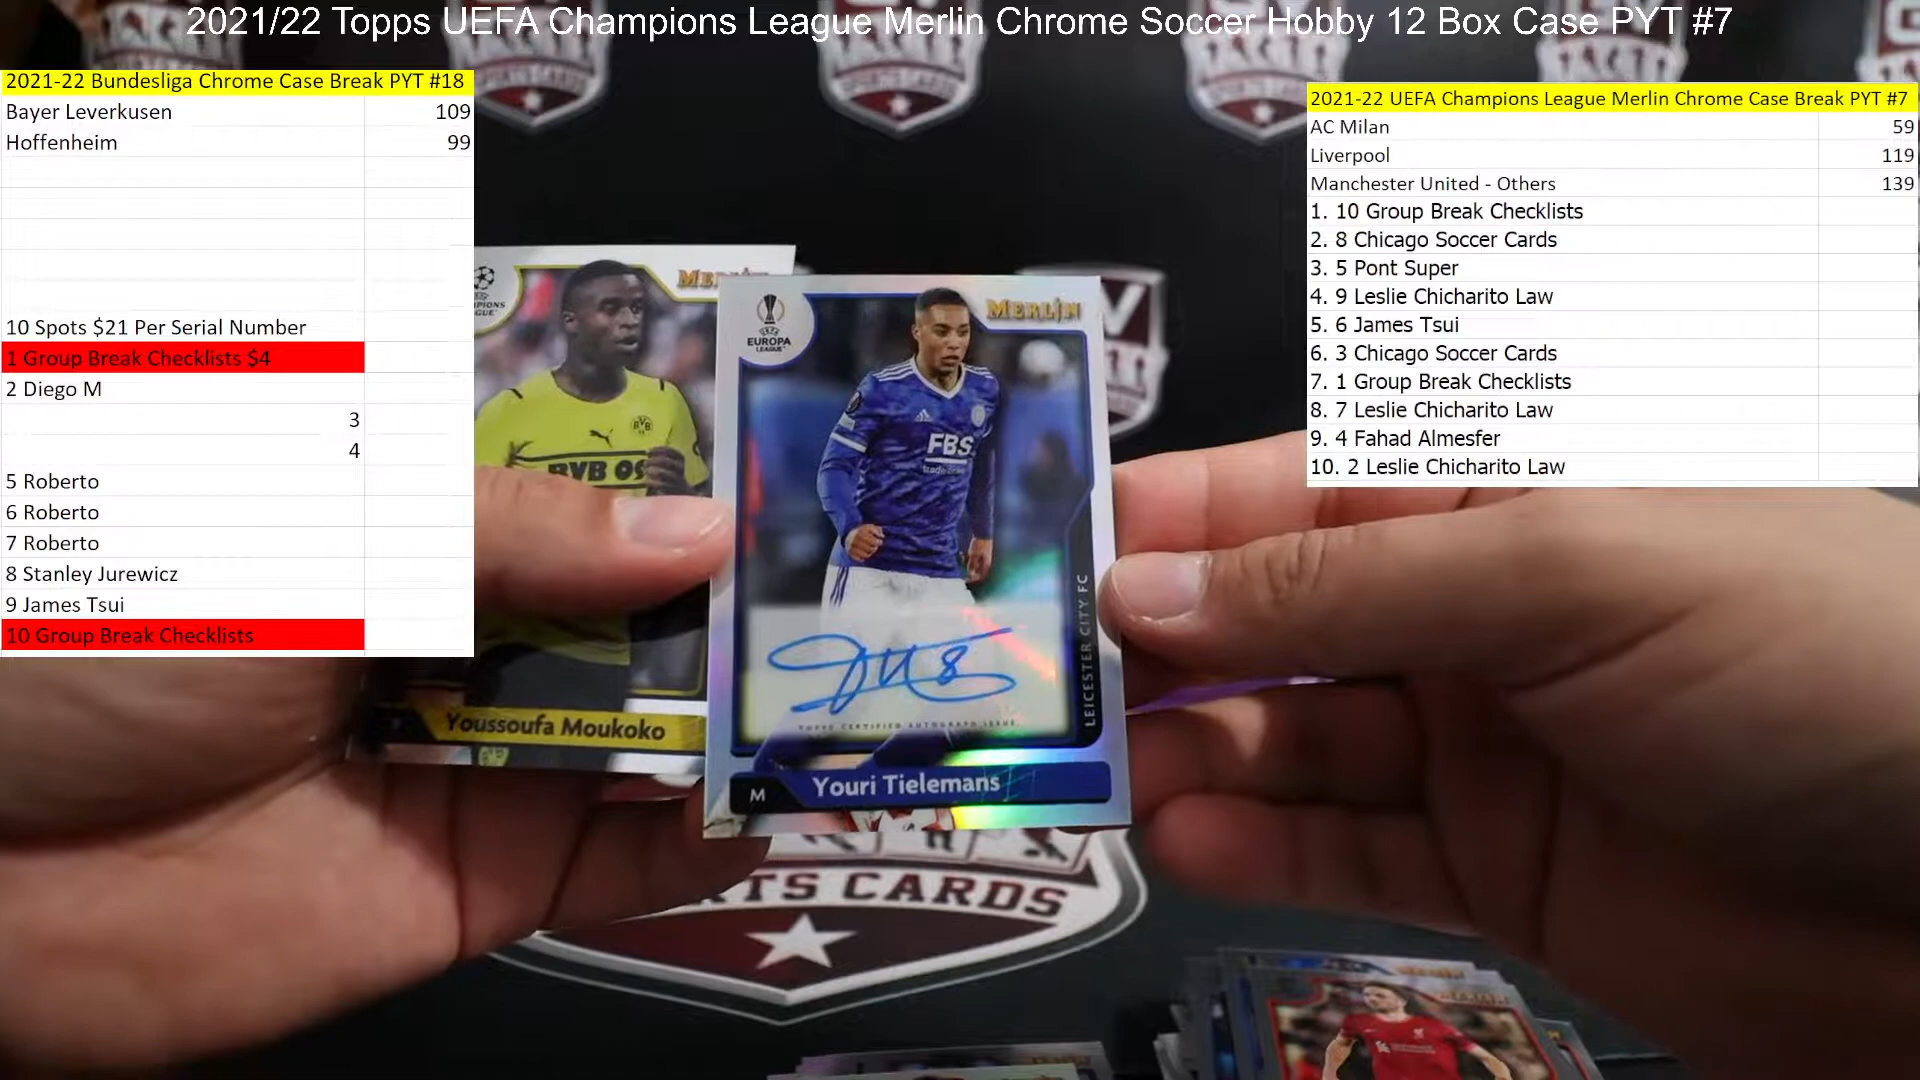 2021/22 Topps UEFA Champions League Merlin Chrome Soccer Hobby 12 Box Case PYT #7
2021-22 Bundesliga Chrome Case Break PYT #18
Bayer Leverkusen 109
Hoffenheim 99
10 Spots $21 Per Serial Number
1 Group Break Checklists $4
2 Diego M
3
4
5 Roberto
6 Roberto
7 Roberto
8 Stanley Jurewicz
9 James Tsui
10 Group Break Checklists
2021-22 UEFA Champions League Merlin Chrome Case Break PYT #7
AC Milan 59
Liverpool 119
Manchester United - Others 139
1. 10 Group Break Checklists
2. 8 Chicago Soccer Cards
3. 5 Pont Super
4. 9 Leslie Chicharito Law
5. 6 James Tsui
6. 3 Chicago Soccer Cards
7. 1 Group Break Checklists
8. 7 Leslie Chicharito Law
9. 4 Fahad Almesfer
10. 2 Leslie Chicharito Law
BVB
Youssoufa Moukoko
UEFA
EUROPA
LEAGUE
MERLIN
FBS
LEICESTER CITY FC
TOPPS CERTIFIED AUTOGRAPH ISSUE
M Youri Tielemans
CARDS